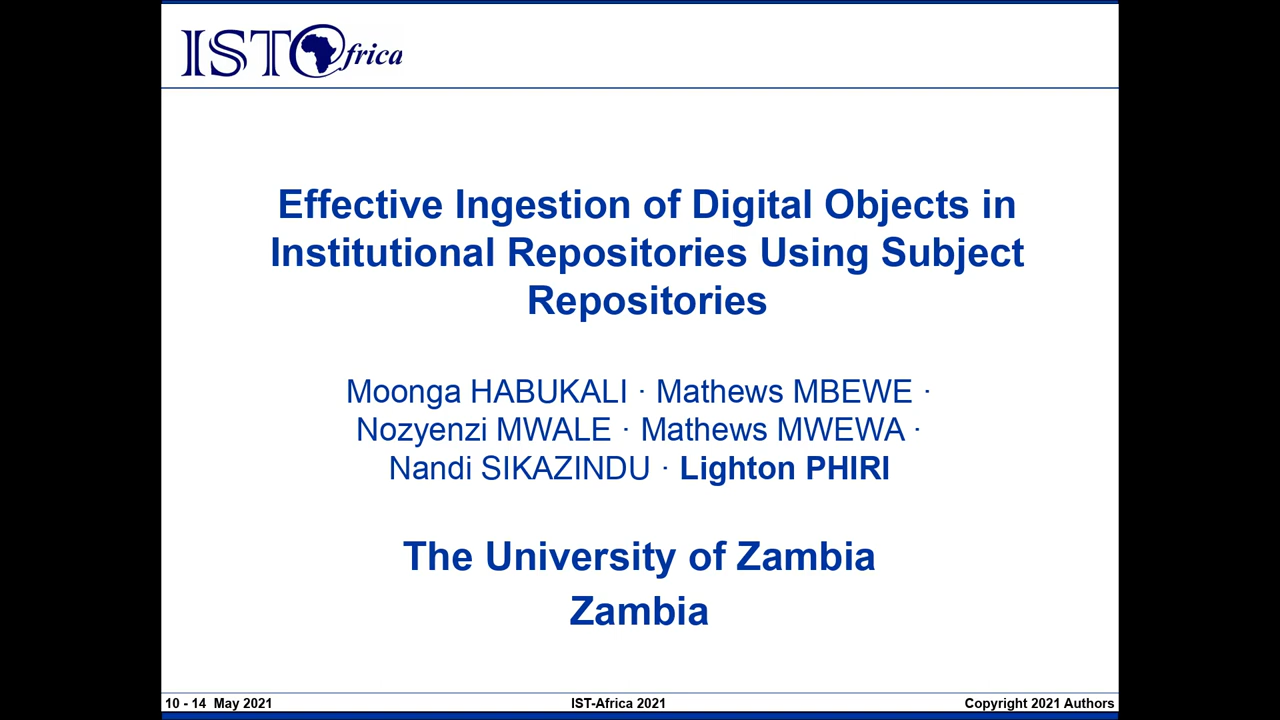 IST@frica
Effective Ingestion of Digital Objects in
Institutional Repositories Using Subject
Repositories
Moonga HABUKALI · Mathews MBEWE ·
Nozyenzi MWALE · Mathews MWEWA ·
Nandi SIKAZINDU · Lighton PHIRI
The University of Zambia
Zambia
10 - 14 May 2021
IST-Africa 2021
Copyright 2021 Authors